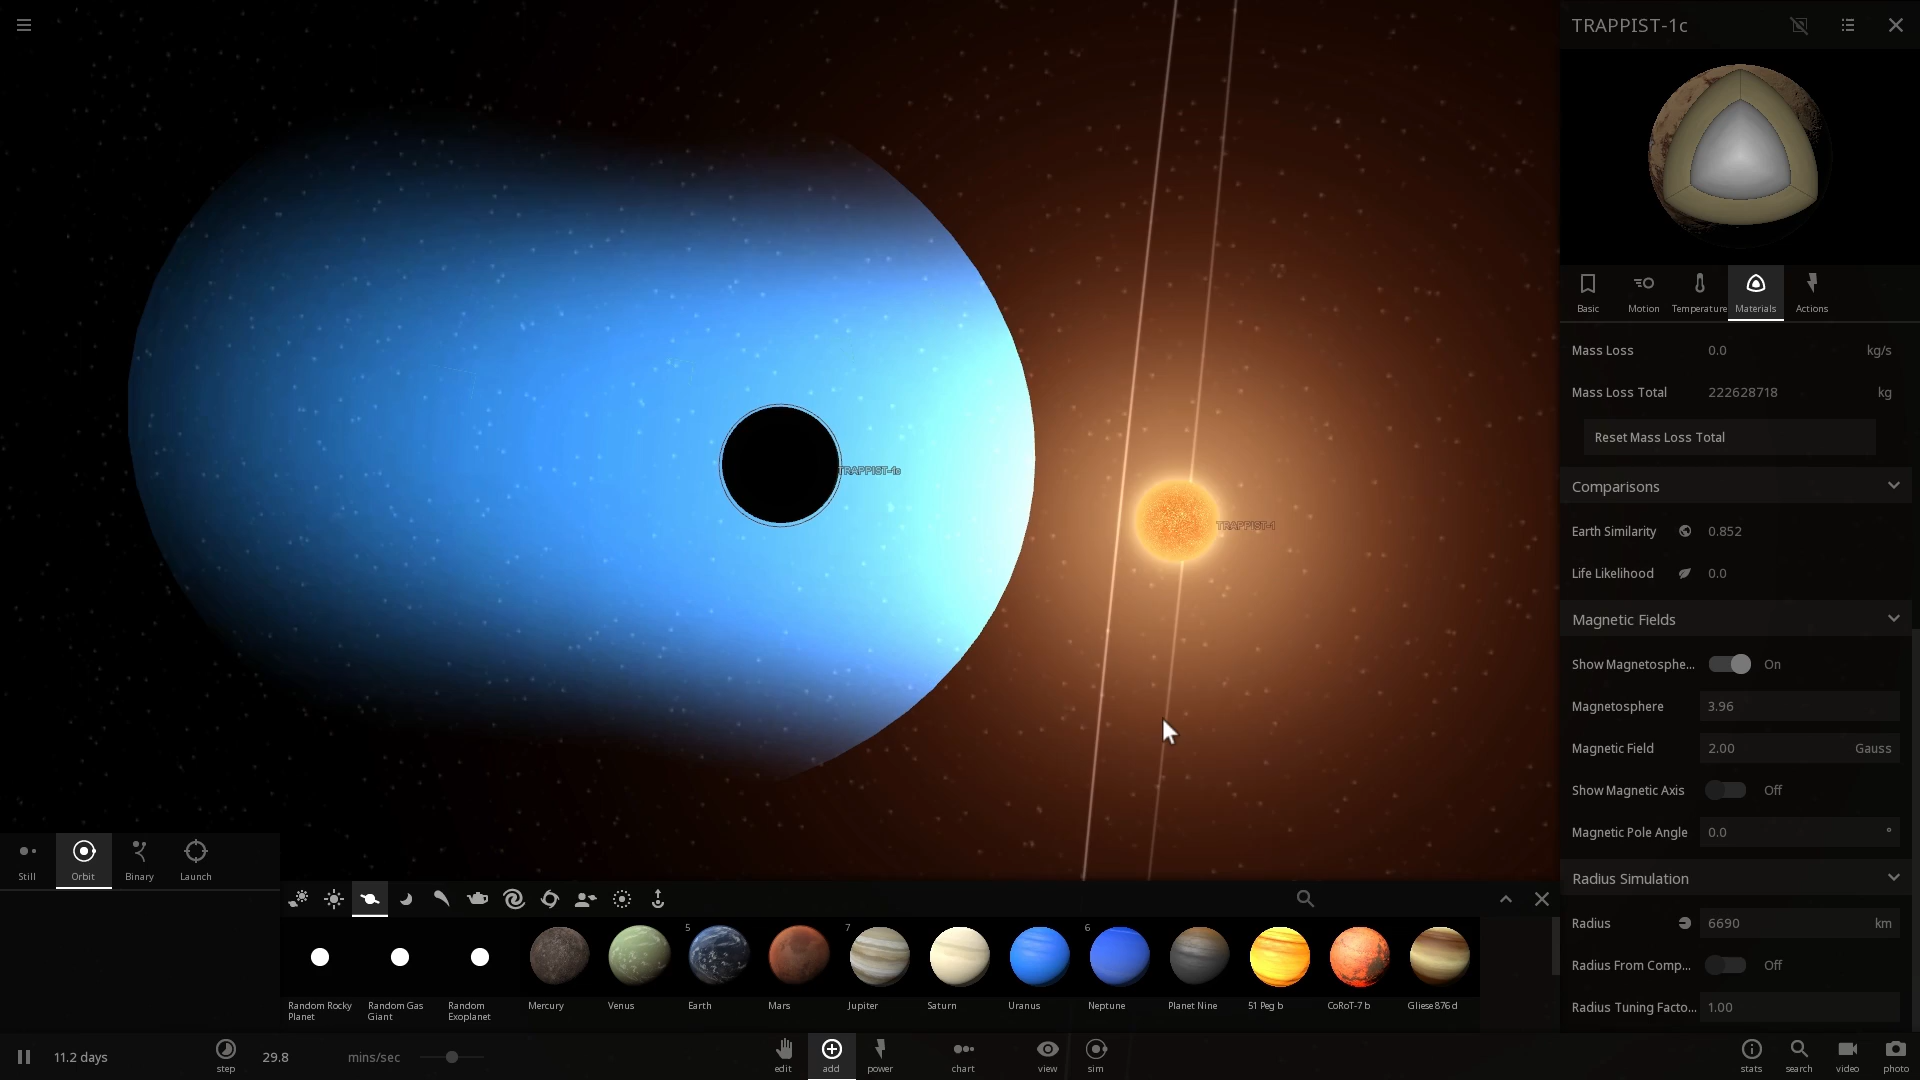 TRAPPIST-1c
Basic
Motion
Temperature
Materials
Actions
Mass Loss 0.0 kg/s
Mass Loss Total 222628718 kg
Reset Mass Loss Total
Comparisons
Earth Similarity 0.852
Life Likelihood 0.0
Magnetic Fields
Show Magnetosphe... On
Magnetosphere 3.96
Magnetic Field 2.00 Gauss
Show Magnetic Axis Off
Magnetic Pole Angle 0.0 °
Radius Simulation
Radius 6690 km
Radius From Comp... Off
Radius Tuning Facto... 1.00
TRAPPIST-1c
TRAPPIST-1
Still
Orbit
Binary
Launch
5
7
6
Random Rocky
Planet
Random Gas
Giant
Random
Exoplanet
Mercury
Venus
Earth
Mars
Jupiter
Saturn
Uranus
Neptune
Planet Nine
51 Peg b
CoRoT-7 b
Gliese 876 d
11.2 days
step
29.8 mins/sec
edit
add
power
chart
view
sim
stats
search
video
photo